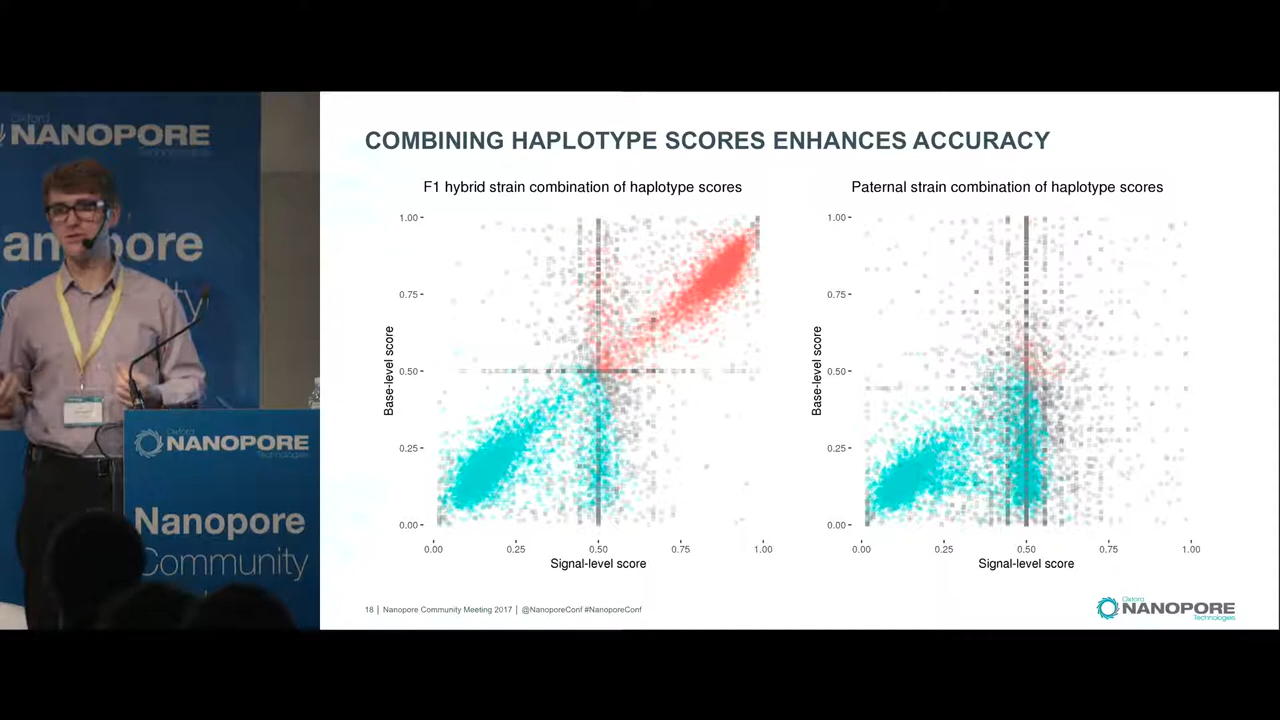 Oxford
NANOPORE
Technologies
anopore
Oxford
NANOPORE
Technologies
Nanopore
Community
COMBINING HAPLOTYPE SCORES ENHANCES ACCURACY
F1 hybrid strain combination of haplotype scores
1.00
0.75
0.50
0.25
0.00
Base-level score
0.00 0.25 0.50 0.75 1.00
Signal-level score
Paternal strain combination of haplotype scores
1.00
0.75
0.50
0.25
0.00
Base-level score
0.00 0.25 0.50 0.75 1.00
Signal-level score
18 | Nanopore Community Meeting 2017 | @NanoporeConf #NanoporeConf
Oxford
NANOPORE
Technologies